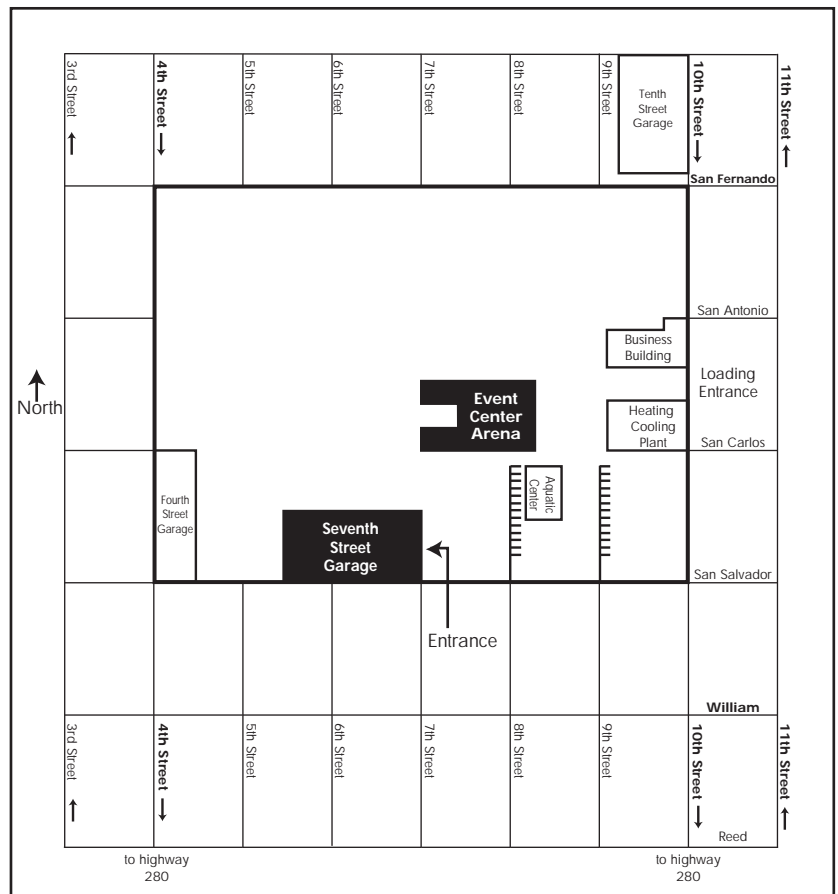 3rd Street
4th Street
5th Street
6th Street
7th Street
8th Street
9th Street
10th Street
11th Street
Tenth
Street
Garage
San Fernando
San Antonio
Business
Building
Loading
Entrance
North
Event
Center
Arena
Heating
Cooling
Plant
San Carlos
Fourth
Street
Garage
Aquatic
Center
Seventh
Street
Garage
San Salvador
Entrance
William
3rd Street
4th Street
5th Street
6th Street
7th Street
8th Street
9th Street
10th Street
11th Street
Reed
to highway
280
to highway
280